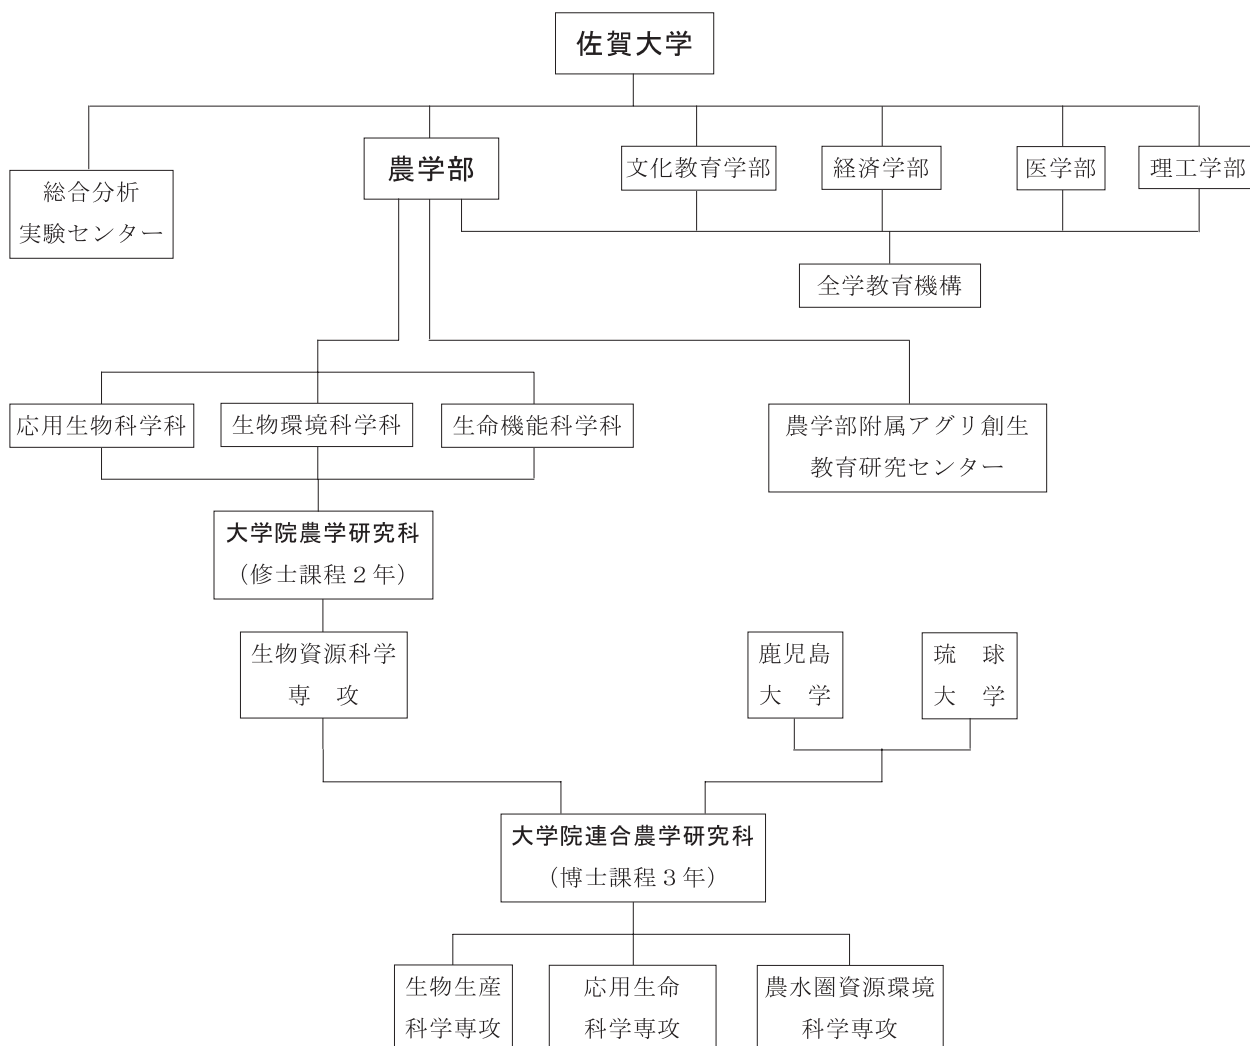 佐賀大学
総合分析
実験センター
農学部
文化教育学部
経済学部
医学部
理工学部
全学教育機構
応用生物科学科
生物環境科学科
生命機能科学科
農学部附属アグリ創生
教育研究センター
大学院農学研究科
（修士課程２年）
生物資源科学
専　攻
鹿児島
大　学
琉　球
大　学
大学院連合農学研究科
（博士課程３年）
生物生産
科学専攻
応用生命
科学専攻
農水圏資源環境
科学専攻